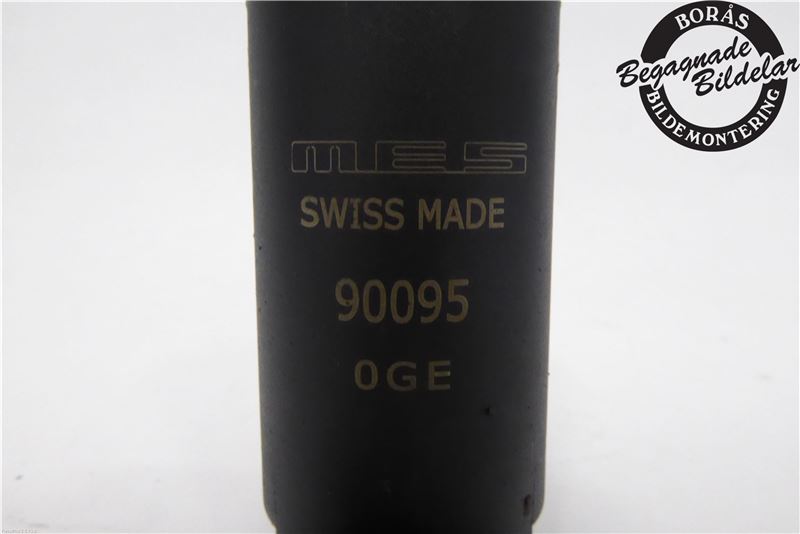 MES
SWISS MADE
90095
0GE
BORÅS
Begagnade
Bildelar
BILDEMONTERING